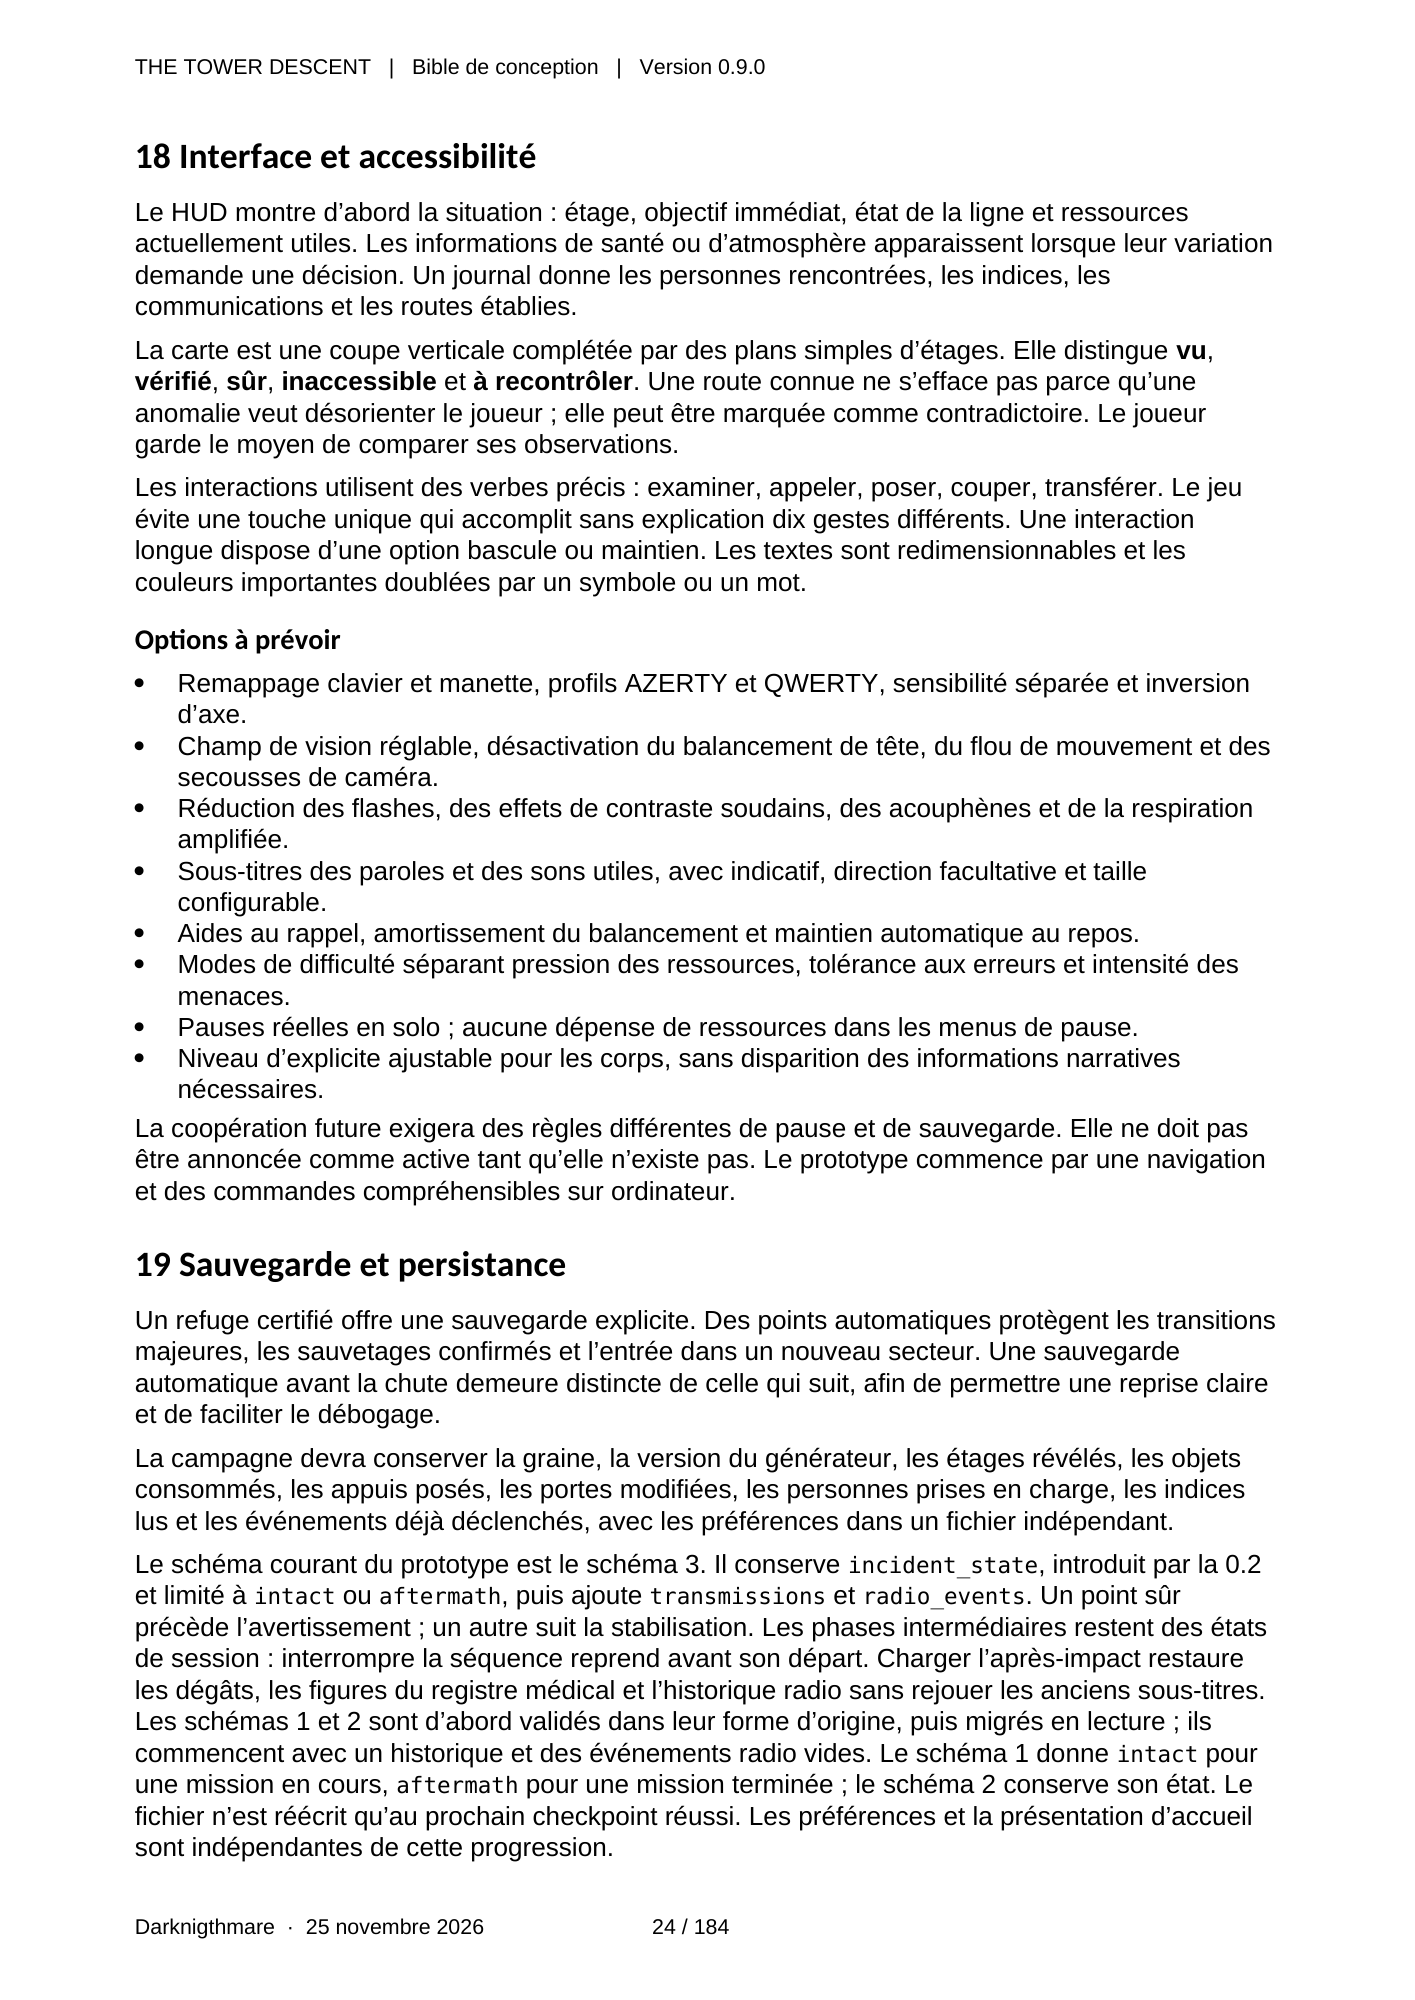 THE TOWER DESCENT | Bible de conception | Version 0.9.0
18 Interface et accessibilité
Le HUD montre d’abord la situation : étage, objectif immédiat, état de la ligne et ressources
actuellement utiles. Les informations de santé ou d’atmosphère apparaissent lorsque leur variation
demande une décision. Un journal donne les personnes rencontrées, les indices, les
communications et les routes établies.
La carte est une coupe verticale complétée par des plans simples d’étages. Elle distingue vu,
vérifié, sûr, inaccessible et à recontrôler. Une route connue ne s’efface pas parce qu’une
anomalie veut désorienter le joueur ; elle peut être marquée comme contradictoire. Le joueur
garde le moyen de comparer ses observations.
Les interactions utilisent des verbes précis : examiner, appeler, poser, couper, transférer. Le jeu
évite une touche unique qui accomplit sans explication dix gestes différents. Une interaction
longue dispose d’une option bascule ou maintien. Les textes sont redimensionnables et les
couleurs importantes doublées par un symbole ou un mot.
Options à prévoir
• Remappage clavier et manette, profils AZERTY et QWERTY, sensibilité séparée et inversion
d’axe.
• Champ de vision réglable, désactivation du balancement de tête, du flou de mouvement et des
secousses de caméra.
• Réduction des flashes, des effets de contraste soudains, des acouphènes et de la respiration
amplifiée.
• Sous-titres des paroles et des sons utiles, avec indicatif, direction facultative et taille
configurable.
• Aides au rappel, amortissement du balancement et maintien automatique au repos.
• Modes de difficulté séparant pression des ressources, tolérance aux erreurs et intensité des
menaces.
• Pauses réelles en solo ; aucune dépense de ressources dans les menus de pause.
• Niveau d’explicite ajustable pour les corps, sans disparition des informations narratives
nécessaires.
La coopération future exigera des règles différentes de pause et de sauvegarde. Elle ne doit pas
être annoncée comme active tant qu’elle n’existe pas. Le prototype commence par une navigation
et des commandes compréhensibles sur ordinateur.
19 Sauvegarde et persistance
Un refuge certifié offre une sauvegarde explicite. Des points automatiques protègent les transitions
majeures, les sauvetages confirmés et l’entrée dans un nouveau secteur. Une sauvegarde
automatique avant la chute demeure distincte de celle qui suit, afin de permettre une reprise claire
et de faciliter le débogage.
La campagne devra conserver la graine, la version du générateur, les étages révélés, les objets
consommés, les appuis posés, les portes modifiées, les personnes prises en charge, les indices
lus et les événements déjà déclenchés, avec les préférences dans un fichier indépendant.
Le schéma courant du prototype est le schéma 3. Il conserve incident_state, introduit par la 0.2
et limité à intact ou aftermath, puis ajoute transmissions et radio_events. Un point sûr
précède l’avertissement ; un autre suit la stabilisation. Les phases intermédiaires restent des états
de session : interrompre la séquence reprend avant son départ. Charger l’après-impact restaure
les dégâts, les figures du registre médical et l’historique radio sans rejouer les anciens sous-titres.
Les schémas 1 et 2 sont d’abord validés dans leur forme d’origine, puis migrés en lecture ; ils
commencent avec un historique et des événements radio vides. Le schéma 1 donne intact pour
une mission en cours, aftermath pour une mission terminée ; le schéma 2 conserve son état. Le
fichier n’est réécrit qu’au prochain checkpoint réussi. Les préférences et la présentation d’accueil
sont indépendantes de cette progression.
Darknigthmare · 25 novembre 2026 24 / 184